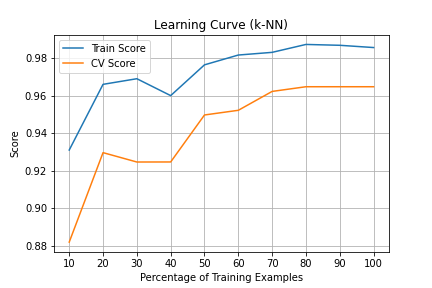 Learning Curve (k-NN)
Train Score
CV Score
Score
0.98
0.96
0.94
0.92
0.90
0.88
10 20 30 40 50 60 70 80 90 100
Percentage of Training Examples